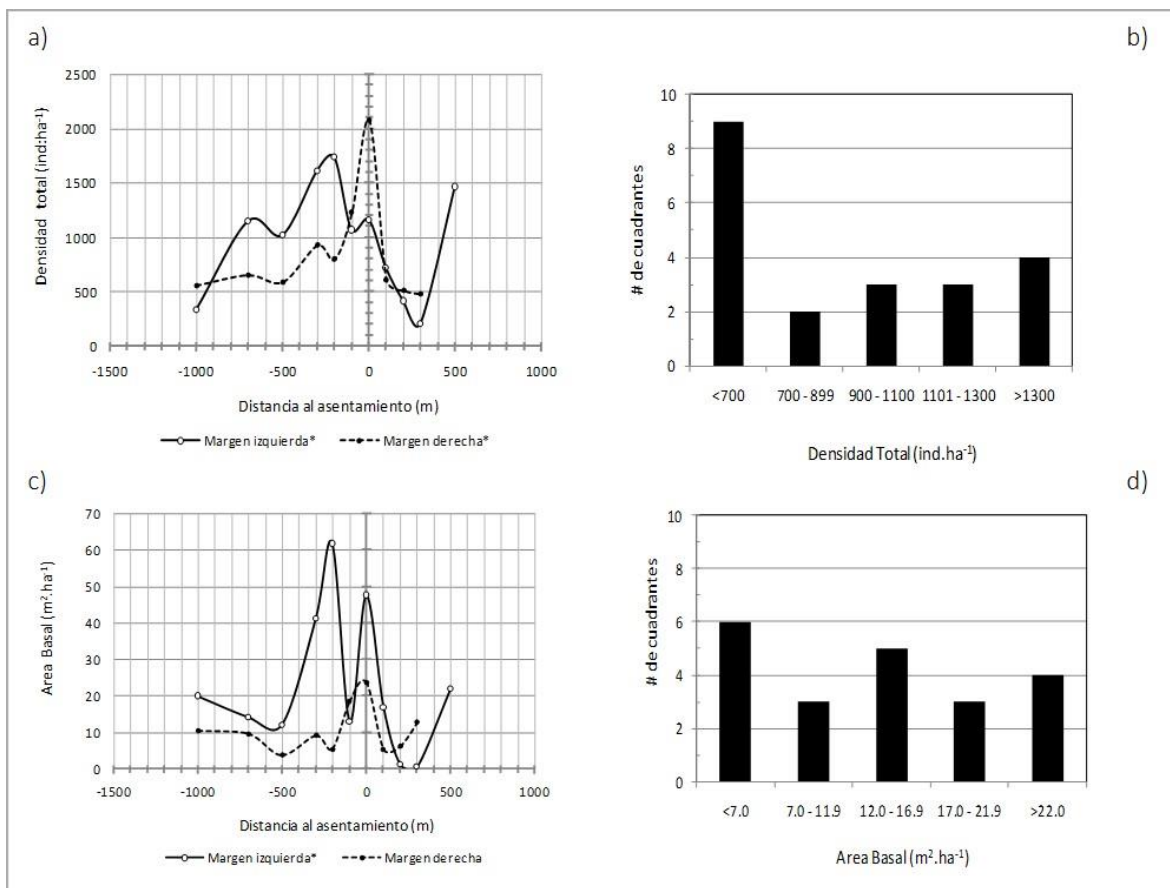 a)
Densidad total (ind:ha⁻¹)
2500
2000
1500
1000
500
0
-1500 -1000 -500 0 500 1000
Distancia al asentamiento (m)
Margen izquierda* Margen derecha*
b)
# de cuadrantes
10
8
6
4
2
0
<700 700 - 899 900 - 1100 1101 - 1300 >1300
Densidad Total (ind.ha⁻¹)
c)
Area Basal (m².ha⁻¹)
70
60
50
40
30
20
10
0
-1500 -1000 -500 0 500 1000
Distancia al asentamiento (m)
Margen izquierda* Margen derecha
d)
# de cuadrantes
10
8
6
4
2
0
<7.0 7.0 - 11.9 12.0 - 16.9 17.0 - 21.9 >22.0
Area Basal (m².ha⁻¹)